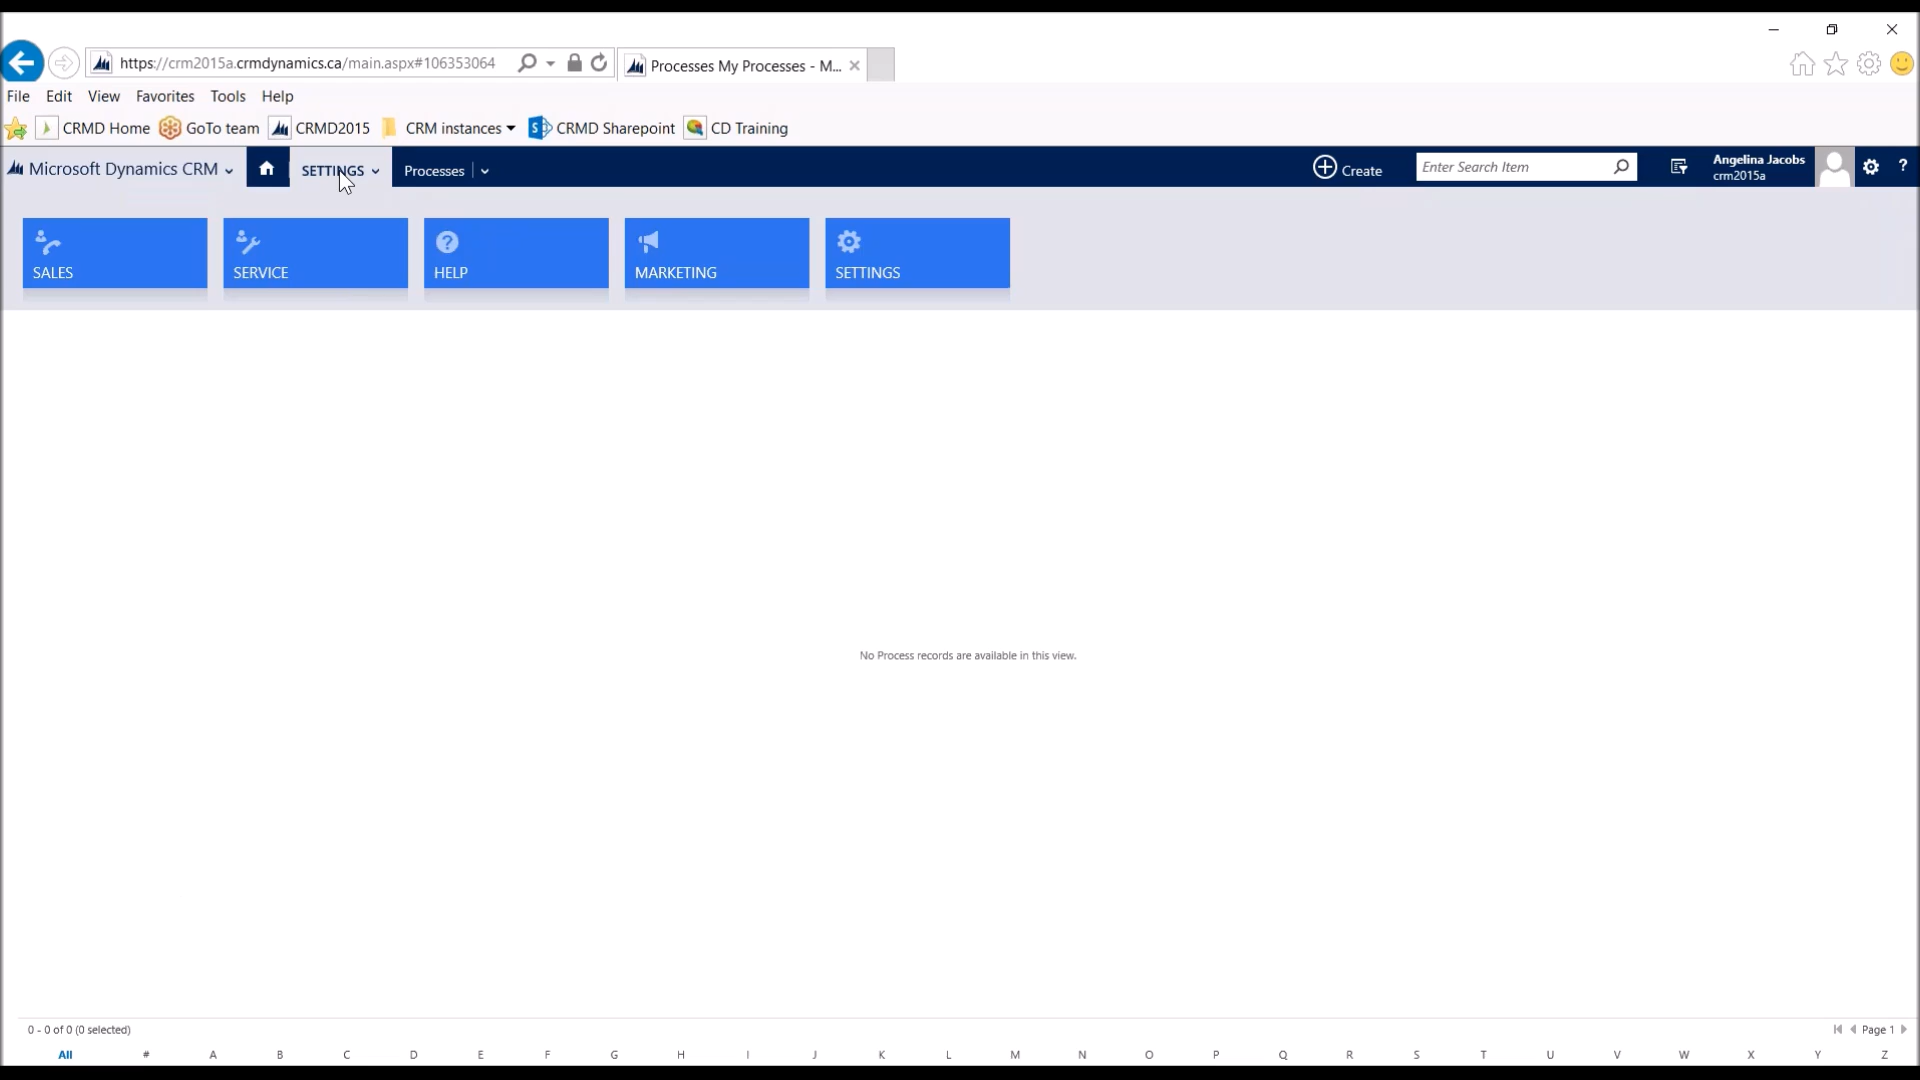 https://crm2015a.crmdynamics.ca/main.aspx#106353064
Processes My Processes - M...
File Edit View Favorites Tools Help
CRMD Home GoTo team CRMD2015 CRM instances CRMD Sharepoint CD Training
Microsoft Dynamics CRM SETTINGS Processes Create Enter Search Item Angelina Jacobs ?
crm2015a
SALES SERVICE HELP MARKETING SETTINGS
No Process records are available in this view.
0 - 0 of 0 (0 selected) Page 1
All # A B C D E F G H I J K L M N O P Q R S T U V W X Y Z